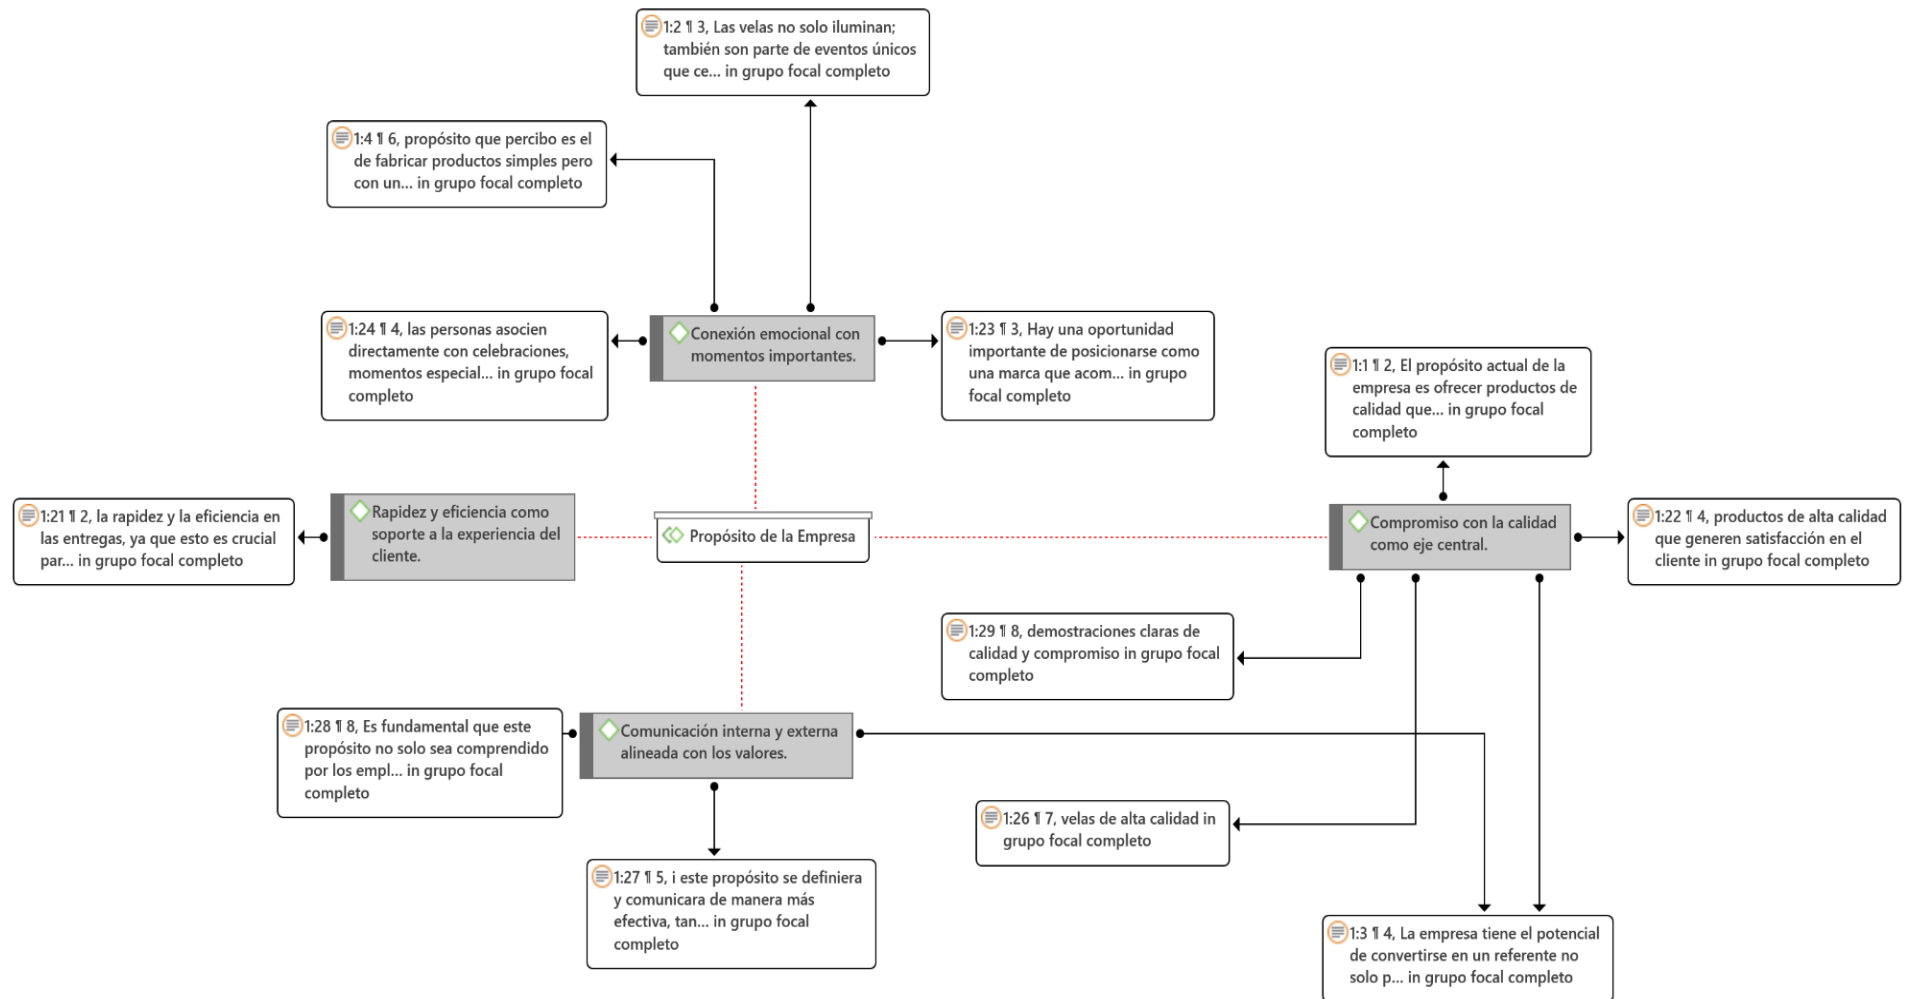 1:2 ¶ 3, Las velas no solo iluminan;
también son parte de eventos únicos
que ce... in grupo focal completo
1:4 ¶ 6, propósito que percibo es el
de fabricar productos simples pero
con un... in grupo focal completo
1:24 ¶ 4, las personas asocien
directamente con celebraciones,
momentos especial... in grupo focal
completo
Conexión emocional con
momentos importantes.
1:23 ¶ 3, Hay una oportunidad
importante de posicionarse como
una marca que acom... in grupo
focal completo
1:1 ¶ 2, El propósito actual de la
empresa es ofrecer productos de
calidad que... in grupo focal
completo
1:21 ¶ 2, la rapidez y la eficiencia en
las entregas, ya que esto es crucial
par... in grupo focal completo
Rapidez y eficiencia como
soporte a la experiencia del
cliente.
Propósito de la Empresa
Compromiso con la calidad
como eje central.
1:22 ¶ 4, productos de alta calidad
que generen satisfacción en el
cliente in grupo focal completo
1:29 ¶ 8, demostraciones claras de
calidad y compromiso in grupo focal
completo
1:28 ¶ 8, Es fundamental que este
propósito no solo sea comprendido
por los empl... in grupo focal
completo
Comunicación interna y externa
alineada con los valores.
1:26 ¶ 7, velas de alta calidad in
grupo focal completo
1:27 ¶ 5, i este propósito se definiera
y comunicara de manera más
efectiva, tan... in grupo focal
completo
1:3 ¶ 4, La empresa tiene el potencial
de convertirse en un referente no
solo p... in grupo focal completo